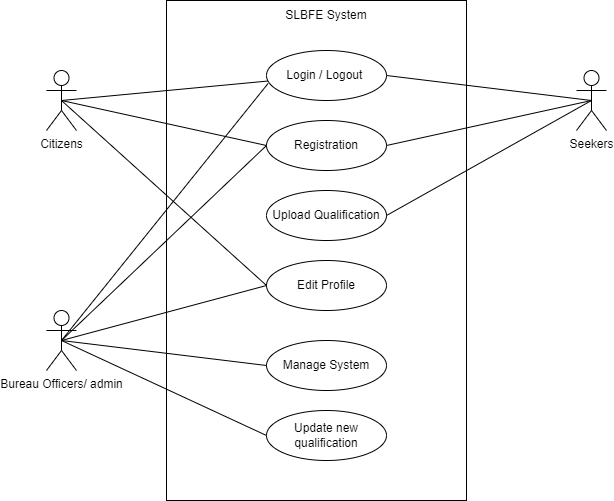 SLBFE System
Login / Logout
Citizens
Registration
Seekers
Upload Qualification
Edit Profile
Bureau Officers/ admin
Manage System
Update new
qualification